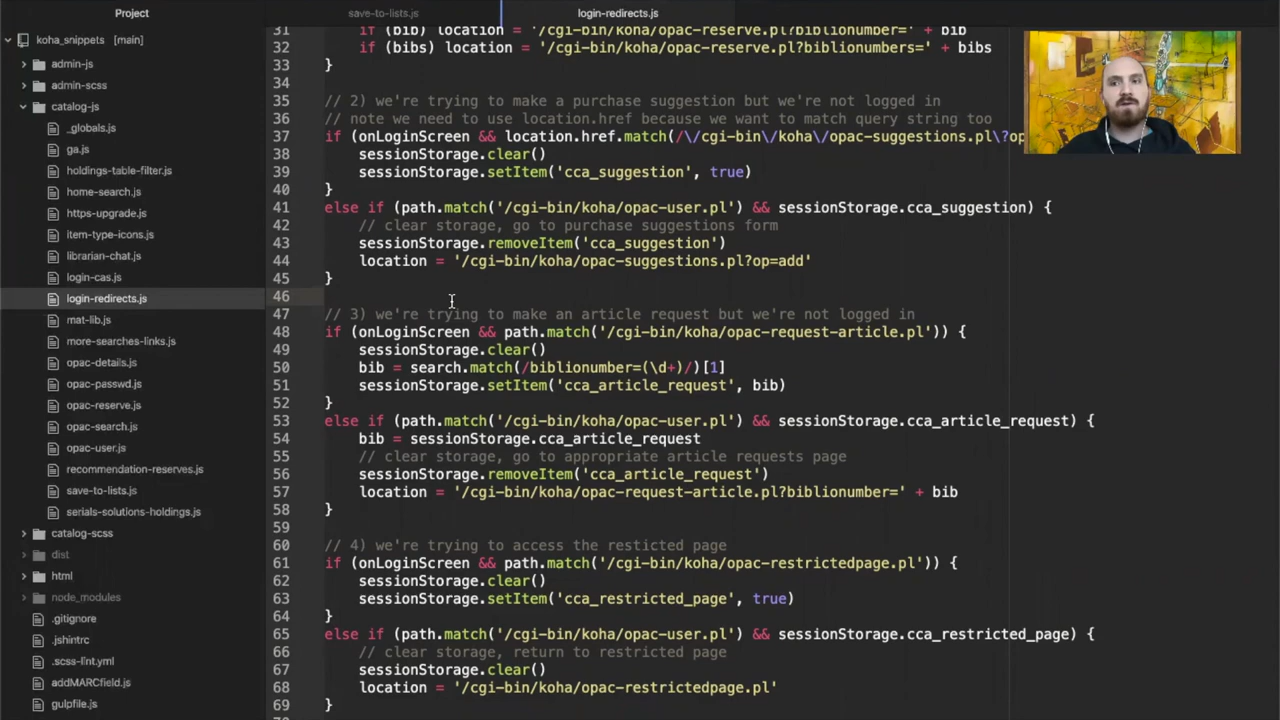 Project
koha_snippets [main]
admin-js
admin-scss
catalog-js
_globals.js
ga.js
holdings-table-filter.js
home-search.js
https-upgrade.js
item-type-icons.js
librarian-chat.js
login-cas.js
login-redirects.js
mat-lib.js
more-searches-links.js
opac-details.js
opac-passwd.js
opac-reserve.js
opac-search.js
opac-user.js
recommendation-reserves.js
save-to-lists.js
serials-solutions-holdings.js
catalog-scss
dist
html
node_modules
.gitignore
.jshintrc
.scss-lint.yml
addMARCfield.js
gulpfile.js
save-to-lists.js
login-redirects.js
31 if (bib) location = '/cgi-bin/koha/opac-reserve.pl?biblionumber=' + bib
32 if (bibs) location = '/cgi-bin/koha/opac-reserve.pl?biblionumbers=' + bibs
33 }
34
35 // 2) we're trying to make a purchase suggestion but we're not logged in
36 // note we need to use location.href because we want to match query string too
37 if (onLoginScreen && location.href.match(/\/cgi-bin\/koha\/opac-suggestions.pl\?op
38 sessionStorage.clear()
39 sessionStorage.setItem('cca_suggestion', true)
40 }
41 else if (path.match('/cgi-bin/koha/opac-user.pl') && sessionStorage.cca_suggestion) {
42 // clear storage, go to purchase suggestions form
43 sessionStorage.removeItem('cca_suggestion')
44 location = '/cgi-bin/koha/opac-suggestions.pl?op=add'
45 }
46
47 // 3) we're trying to make an article request but we're not logged in
48 if (onLoginScreen && path.match('/cgi-bin/koha/opac-request-article.pl')) {
49 sessionStorage.clear()
50 bib = search.match(/biblionumber=(\d+)/)[1]
51 sessionStorage.setItem('cca_article_request', bib)
52 }
53 else if (path.match('/cgi-bin/koha/opac-user.pl') && sessionStorage.cca_article_request) {
54 bib = sessionStorage.cca_article_request
55 // clear storage, go to appropriate article requests page
56 sessionStorage.removeItem('cca_article_request')
57 location = '/cgi-bin/koha/opac-request-article.pl?biblionumber=' + bib
58 }
59
60 // 4) we're trying to access the resticted page
61 if (onLoginScreen && path.match('/cgi-bin/koha/opac-restrictedpage.pl')) {
62 sessionStorage.clear()
63 sessionStorage.setItem('cca_restricted_page', true)
64 }
65 else if (path.match('/cgi-bin/koha/opac-user.pl') && sessionStorage.cca_restricted_page) {
66 // clear storage, return to restricted page
67 sessionStorage.clear()
68 location = '/cgi-bin/koha/opac-restrictedpage.pl'
69 }